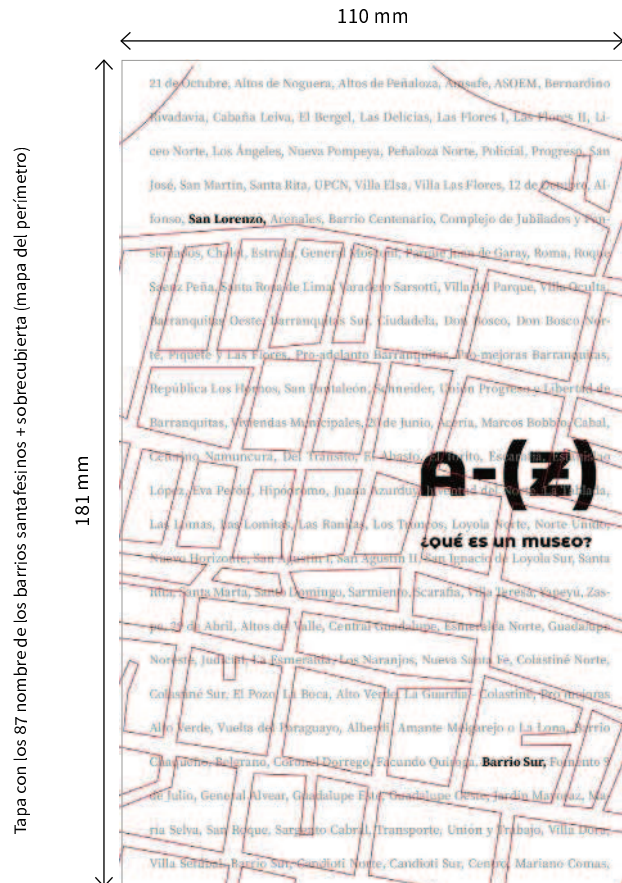 110 mm
181 mm
Tapa con los 87 nombre de los barrios santafesinos + sobrecubierta (mapa del perímetro)
21 de Octubre, Altos de Noguera, Altos de Peñaloza, Amsafe, ASOEM, Bernardino
Rivadavia, Cabaña Leiva, El Bergel, Las Delicias, Las Flores I, Las Flores II, Li-
ceo Norte, Los Ángeles, Nueva Pompeya, Peñaloza Norte, Policial, Progreso, San
José, San Martín, Santa Rita, UPCN, Villa Elsa, Villa Las Flores, 12 de Octubre, Al-
fonso, San Lorenzo, Arenales, Barrio Centenario, Complejo de Jubilados y Pen-
sionados, Chalet, Estrada, General Mosconi, Parque Juan de Garay, Roma, Roque
Sáenz Peña, Santa Rosa de Lima, Varadero Sarsotti, Villa del Parque, Villa Oculta,
Barranquitas Oeste, Barranquitas Sur, Ciudadela, Don Bosco, Don Bosco Nor-
te, Piquete y Las Flores, Pro-adelanto Barranquitas, Pro-mejoras Barranquitas,
República Los Hornos, San Pantaleón, Schneider, Unión Progreso y Libertad de
Barranquitas, Viviendas Municipales, 20 de Junio, Acería, Marcos Bobbio, Cabal,
Ceferino Namuncura, Del Tránsito, El Abasto, El Jorito, Escarlata, Estanislao
López, Eva Perón, Hipódromo, Juana Azurduy, Juventud del Norte, La Tablada,
Las Lomas, Las Lomitas, Las Ranitas, Los Troncos, Loyola Norte, Norte Unido,
A-(Z)
¿qué es un museo?
Nuevo Horizonte, San Agustín I, San Agustín II, San Ignacio de Loyola Sur, Santa
Rita, Santa Marta, Santo Domingo, Sarmiento, Scarafia, Villa Teresa, Yapeyú, Zas-
pe, 29 de Abril, Altos del Valle, Central Guadalupe, Esmeralda Norte, Guadalupe
Noreste, Judicial, La Esmeralda, Los Naranjos, Nueva Santa Fe, Colastiné Norte,
Colastiné Sur, El Pozo, La Boca, Alto Verde, La Guardia - Colastiné, Pro mejoras
Alto Verde, Vuelta del Paraguayo, Alberdi, Amante Melgarejo o La Lona, Barrio
Chaqueño, Belgrano, Coronel Dorrego, Facundo Quiroga, Barrio Sur, Fomento 9
de Julio, General Alvear, Guadalupe Este, Guadalupe Oeste, Jardín Mayoraz, Ma-
ría Selva, San Roque, Sargento Cabral, Transporte, Unión y Trabajo, Villa Dora,
Villa Setúbal, Barrio Sur, Candioti Norte, Candioti Sur, Centro, Mariano Comas,